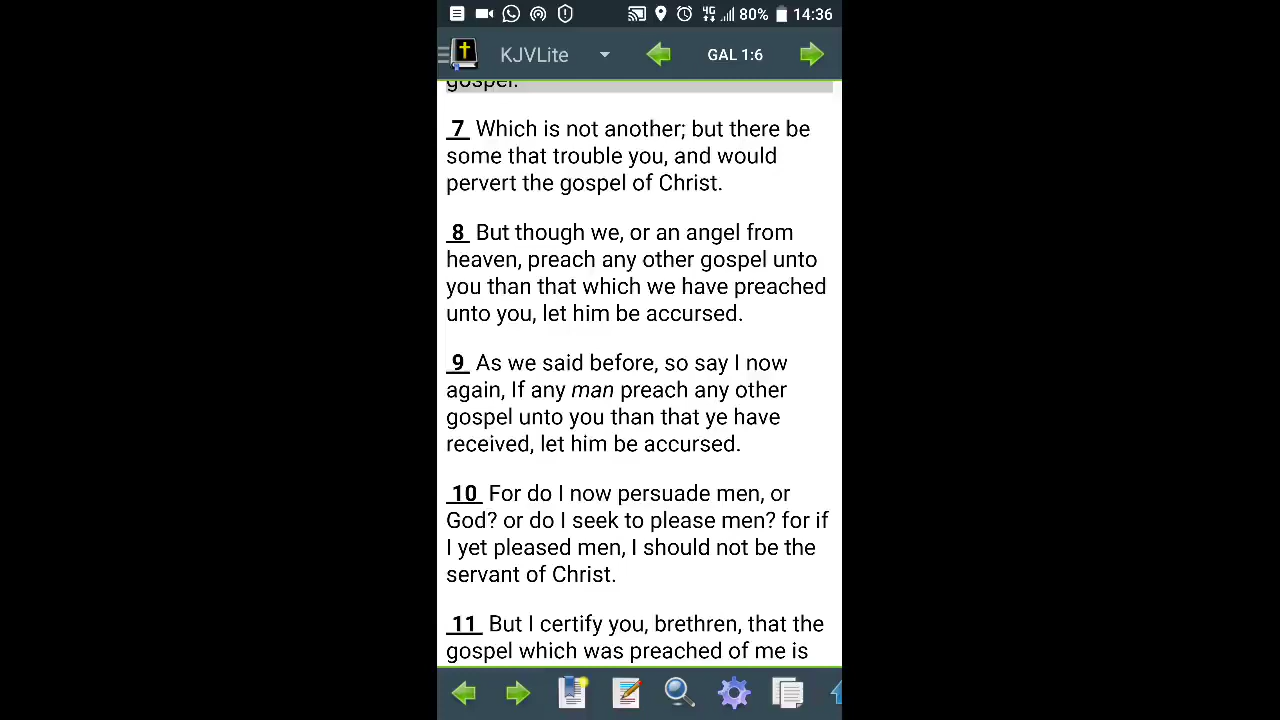 4G 80% 14:36
KJVLite GAL 1:6
gospel.
7 Which is not another; but there be
some that trouble you, and would
pervert the gospel of Christ.
8 But though we, or an angel from
heaven, preach any other gospel unto
you than that which we have preached
unto you, let him be accursed.
9 As we said before, so say I now
again, If any man preach any other
gospel unto you than that ye have
received, let him be accursed.
10 For do I now persuade men, or
God? or do I seek to please men? for if
I yet pleased men, I should not be the
servant of Christ.
11 But I certify you, brethren, that the
gospel which was preached of me is